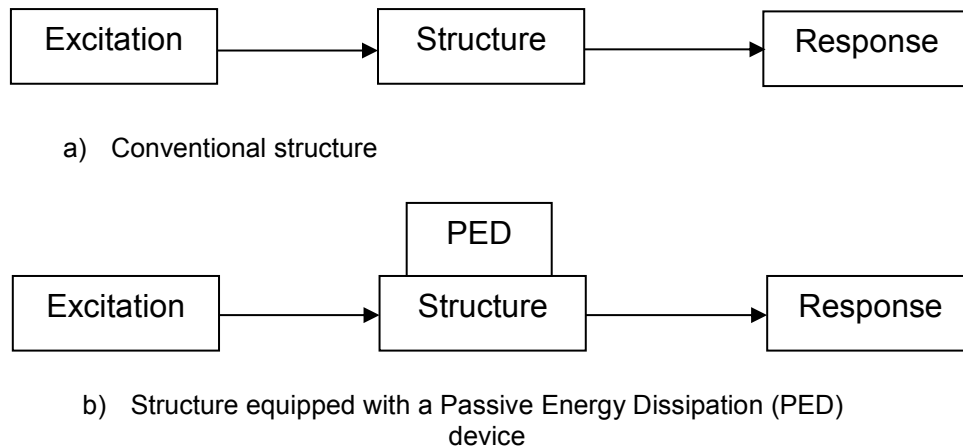 Excitation
Structure
Response
a) Conventional structure
PED
Excitation
Structure
Response
b) Structure equipped with a Passive Energy Dissipation (PED)
device